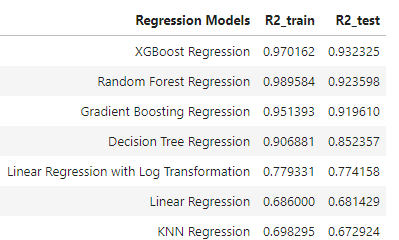 Regression Models R2_train R2_test
XGBoost Regression 0.970162 0.932325
Random Forest Regression 0.989584 0.923598
Gradient Boosting Regression 0.951393 0.919610
Decision Tree Regression 0.906881 0.852357
Linear Regression with Log Transformation 0.779331 0.774158
Linear Regression 0.686000 0.681429
KNN Regression 0.698295 0.672924